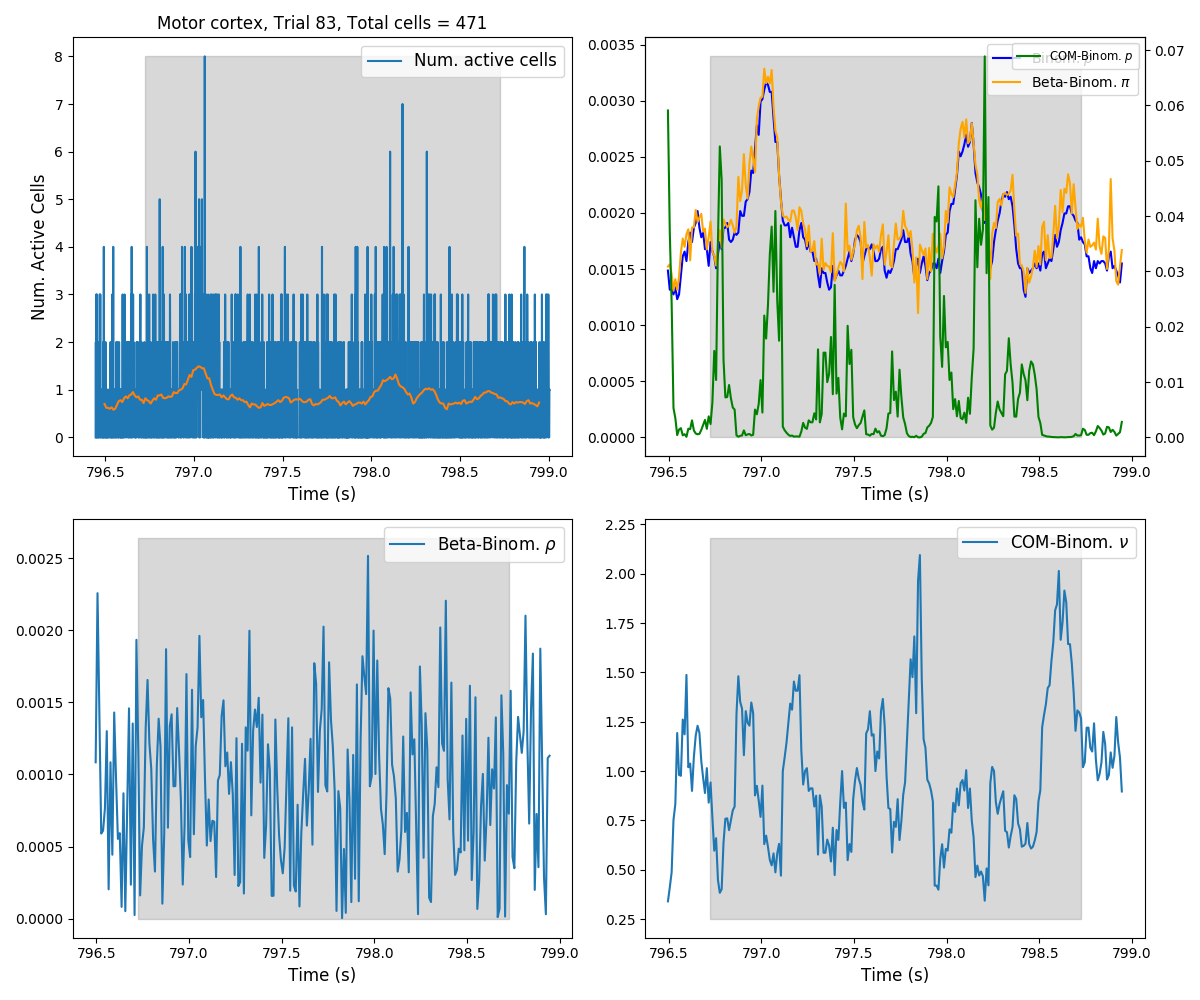 Motor cortex, Trial 83, Total cells = 471
Num. active cells
8
7
6
5
4
3
2
1
0
Num. Active Cells
796.5 797.0 797.5 798.0 798.5 799.0
Time (s)
Binom. p
COM-Binom. p
Beta-Binom. π
0.0035
0.0030
0.0025
0.0020
0.0015
0.0010
0.0005
0.0000
0.07
0.06
0.05
0.04
0.03
0.02
0.01
0.00
796.5 797.0 797.5 798.0 798.5 799.0
Time (s)
Beta-Binom. ρ
0.0025
0.0020
0.0015
0.0010
0.0005
0.0000
796.5 797.0 797.5 798.0 798.5 799.0
Time (s)
COM-Binom. ν
2.25
2.00
1.75
1.50
1.25
1.00
0.75
0.50
0.25
796.5 797.0 797.5 798.0 798.5 799.0
Time (s)